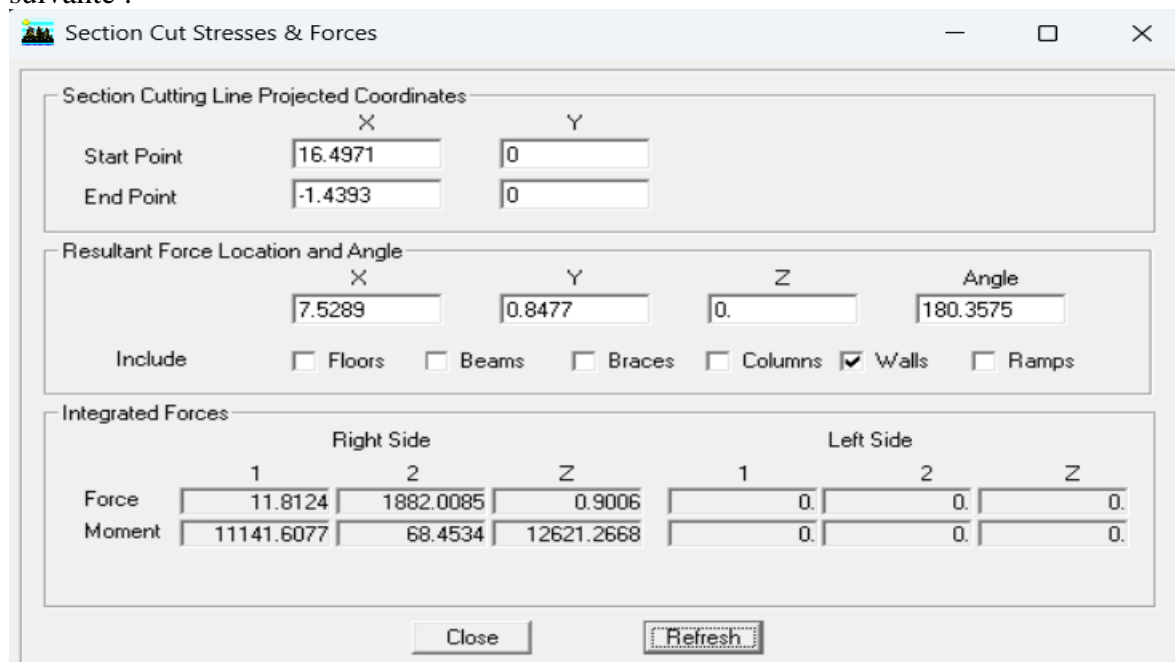 suivante :
Section Cut Stresses & Forces
Section Cutting Line Projected Coordinates
X Y
Start Point 16.4971 0
End Point -1.4393 0
Resultant Force Location and Angle
X Y Z Angle
7.5289 0.8477 0. 180.3575
Include Floors Beams Braces Columns Walls Ramps
Integrated Forces
Right Side Left Side
1 2 Z 1 2 Z
Force 11.8124 1882.0085 0.9006 0. 0. 0.
Moment 11141.6077 68.4534 12621.2668 0. 0. 0.
Close Refresh